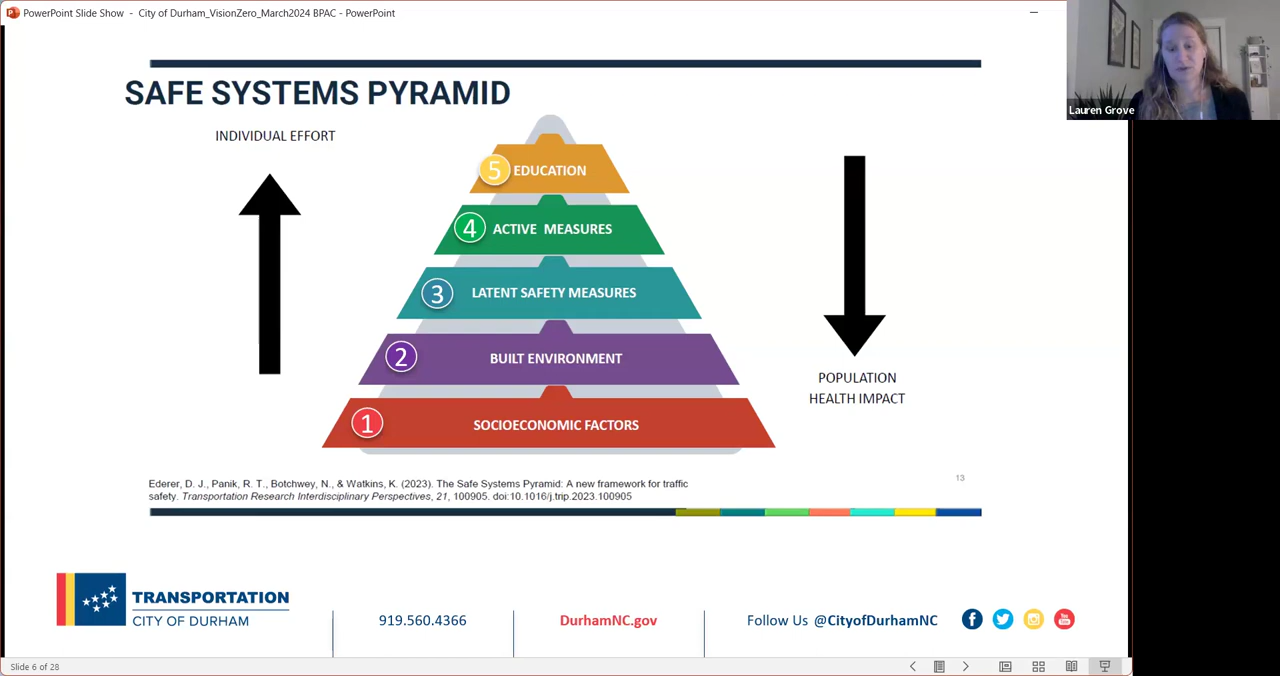 PowerPoint Slide Show - City of Durham_VisionZero_March2024 BPAC - PowerPoint
Lauren Grove
SAFE SYSTEMS PYRAMID
INDIVIDUAL EFFORT
5 EDUCATION
4 ACTIVE MEASURES
3 LATENT SAFETY MEASURES
2 BUILT ENVIRONMENT
1 SOCIOECONOMIC FACTORS
POPULATION
HEALTH IMPACT
Ederer, D. J., Panik, R. T., Botchwey, N., & Watkins, K. (2023). The Safe Systems Pyramid: A new framework for traffic
safety. Transportation Research Interdisciplinary Perspectives, 21, 100905. doi:10.1016/j.trip.2023.100905
13
TRANSPORTATION
CITY OF DURHAM
919.560.4366
DurhamNC.gov
Follow Us @CityofDurhamNC
Slide 6 of 28